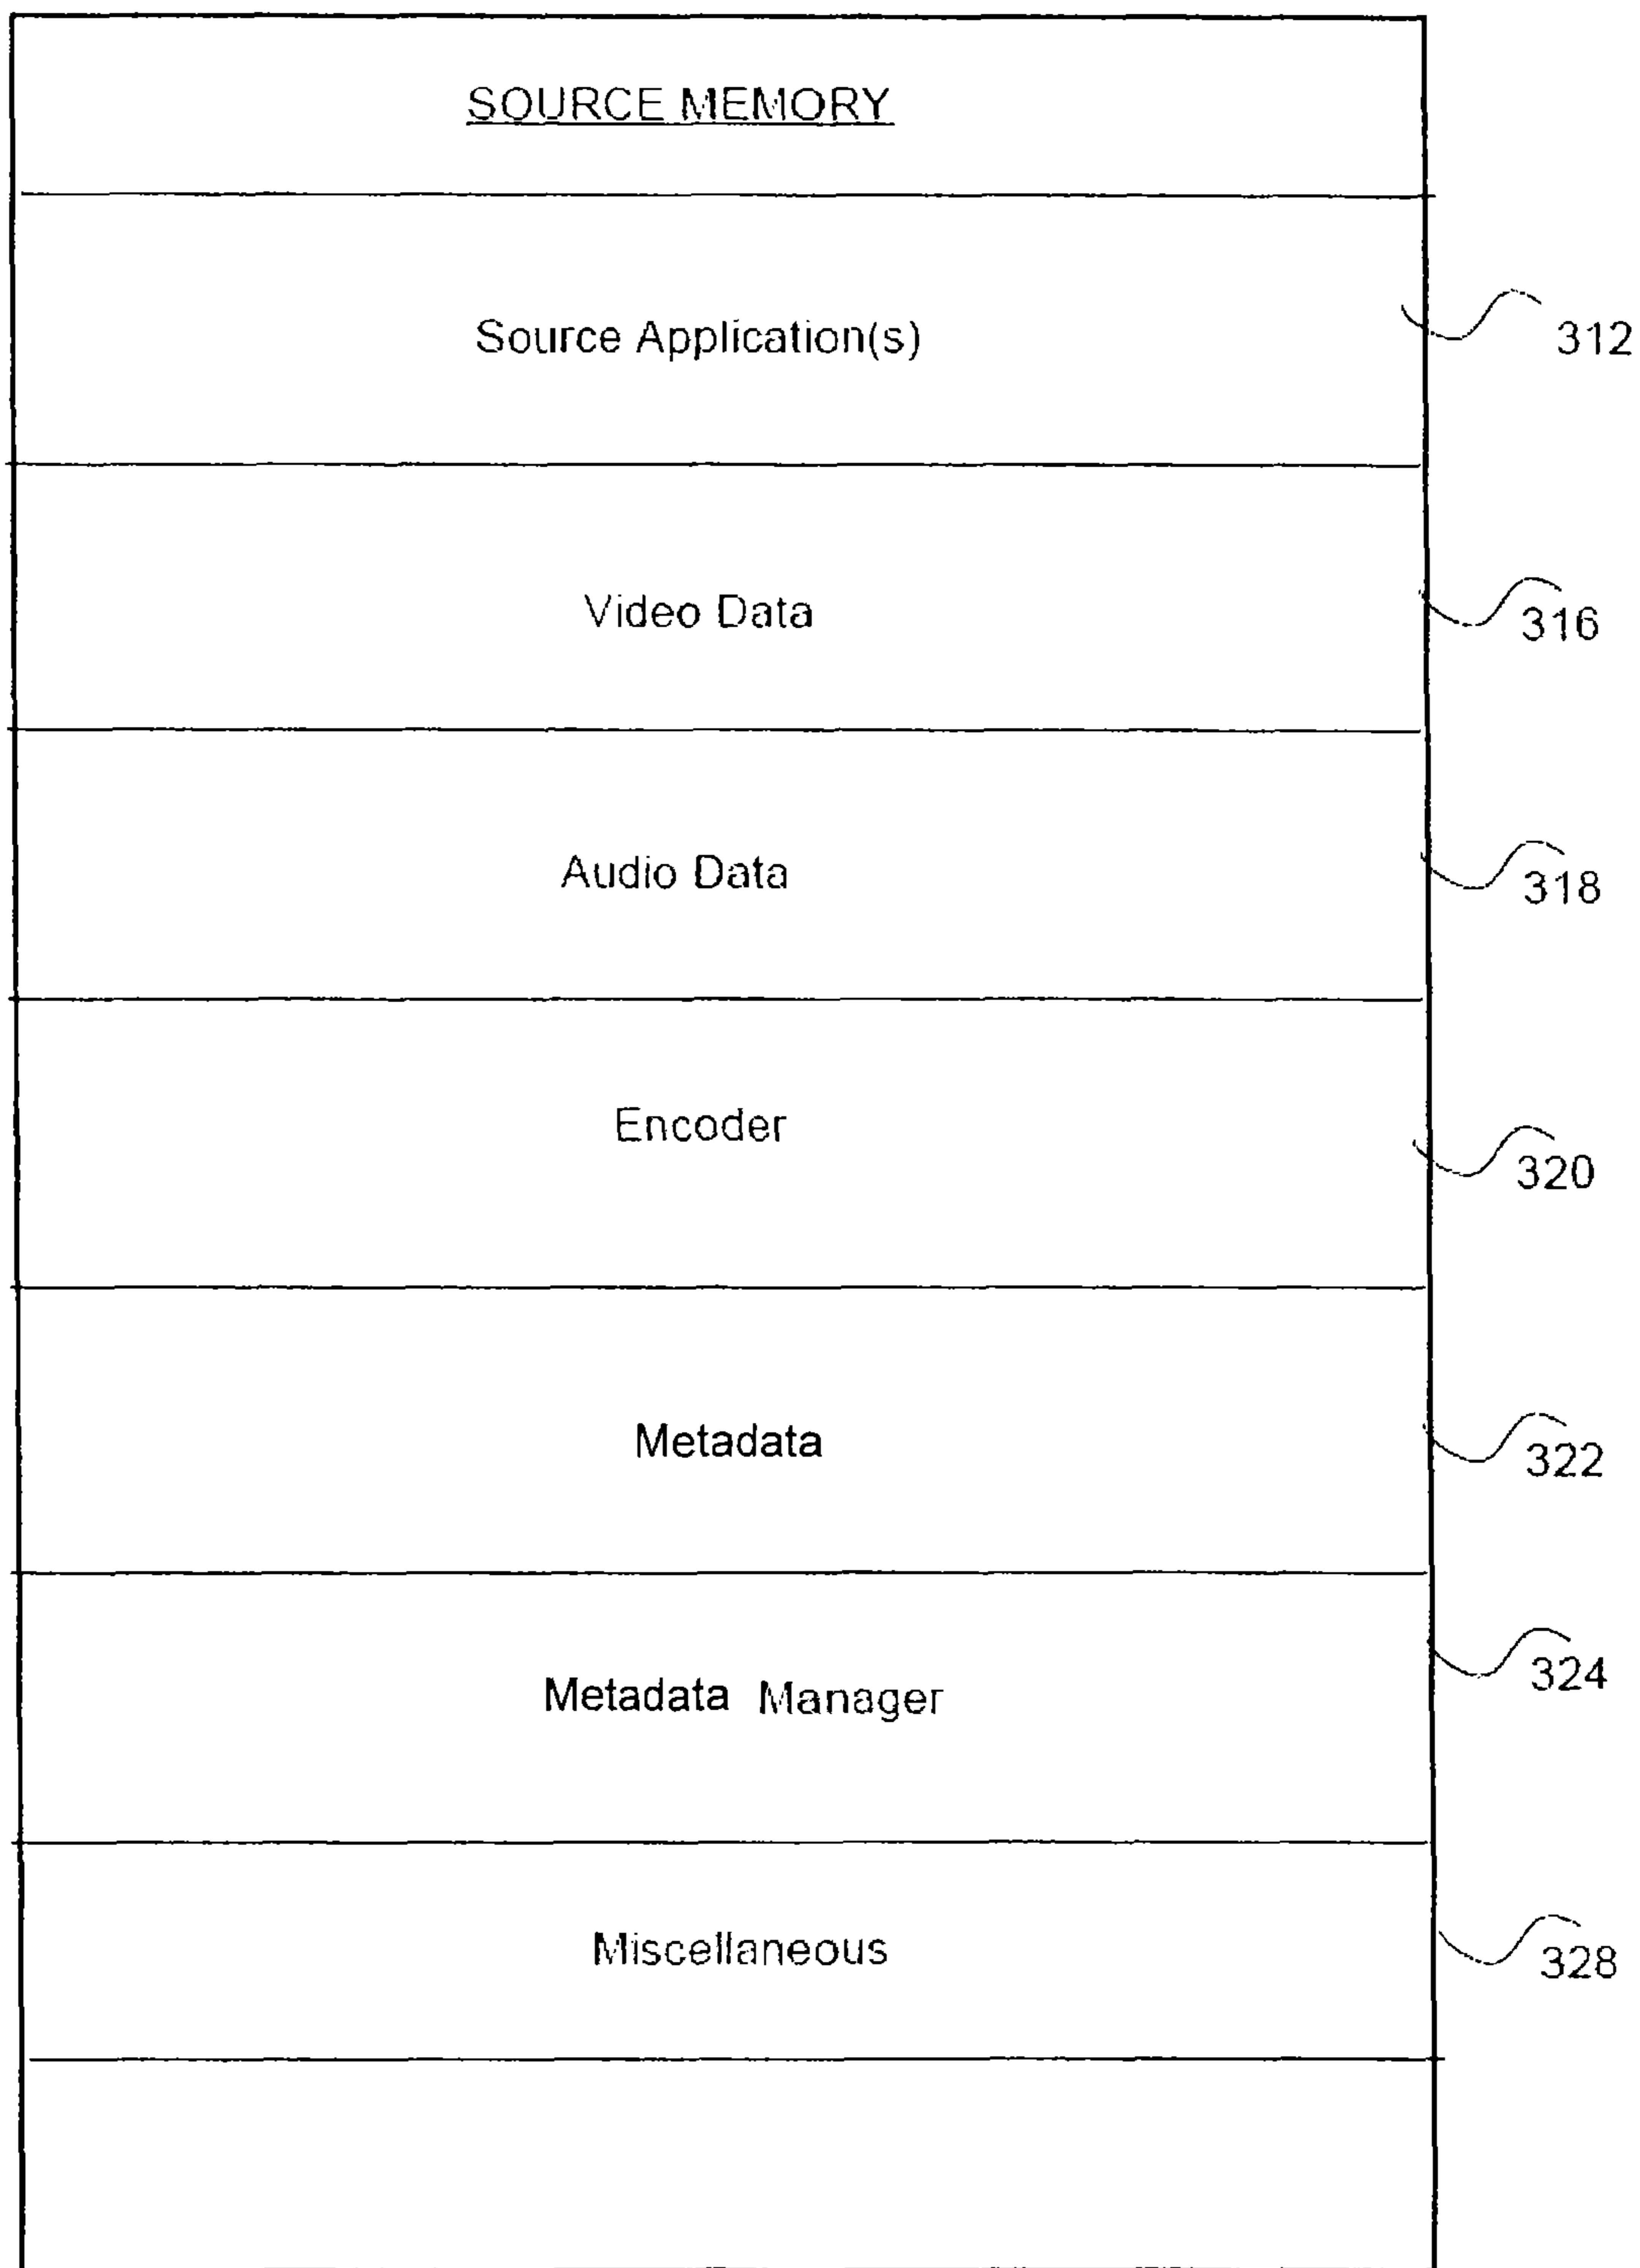 SOURCE MEMORY
Source Application(s)
312
Video Data
316
Audio Data
318
Encoder
320
Metadata
322
Metadata Manager
324
Miscellaneous
328